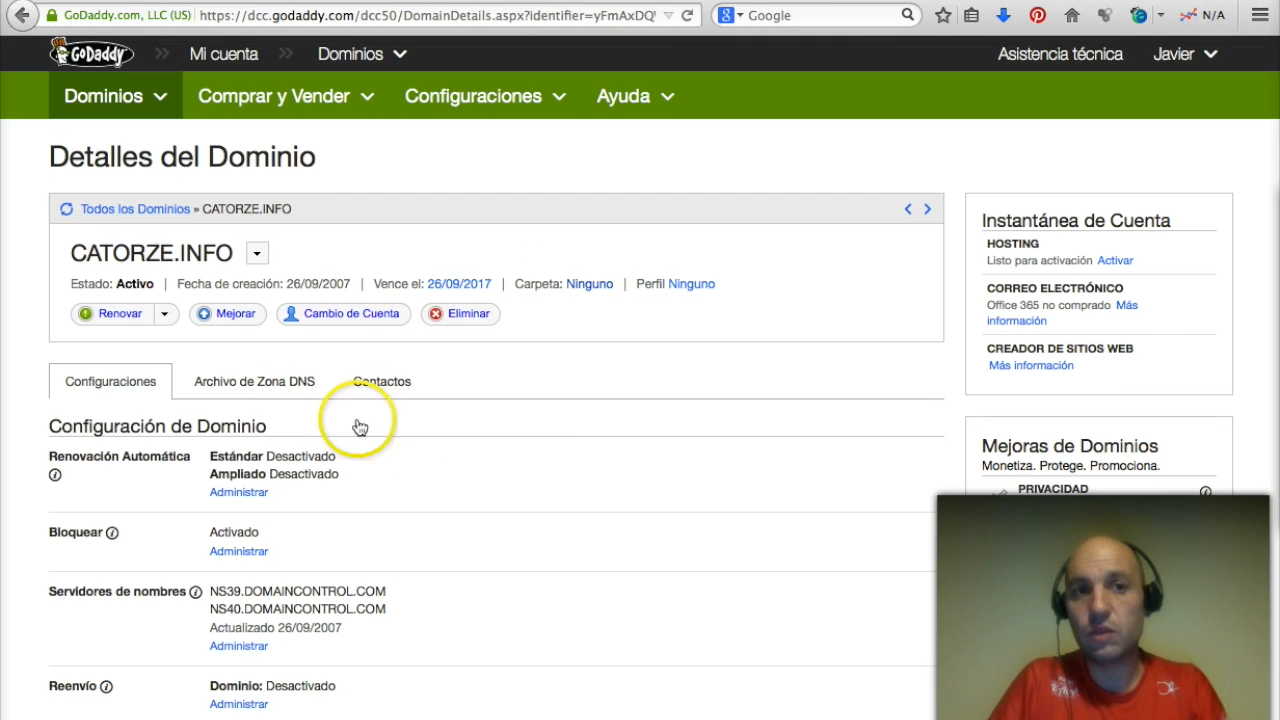 GoDaddy.com, LLC (US) https://dcc.godaddy.com/dcc50/DomainDetails.aspx?identifier=yFmAxDQ Google N/A
GoDaddy Mi cuenta Dominios Asistencia técnica Javier
Dominios Comprar y Vender Configuraciones Ayuda
Detalles del Dominio
Todos los Dominios » CATORZE.INFO
CATORZE.INFO
Estado: Activo | Fecha de creación: 26/09/2007 | Vence el: 26/09/2017 | Carpeta: Ninguno | Perfil Ninguno
Renovar Mejorar Cambio de Cuenta Eliminar
Instantánea de Cuenta
HOSTING
Listo para activación Activar
CORREO ELECTRÓNICO
Office 365 no comprado Más
información
CREADOR DE SITIOS WEB
Más información
Configuraciones Archivo de Zona DNS Contactos
Configuración de Dominio
Renovación Automática Estándar Desactivado
Ampliado Desactivado
Administrar
Bloquear Activado
Administrar
Servidores de nombres NS39.DOMAINCONTROL.COM
NS40.DOMAINCONTROL.COM
Actualizado 26/09/2007
Administrar
Reenvío Dominio: Desactivado
Administrar
Mejoras de Dominios
Monetiza. Protege. Promociona.
PRIVACIDAD